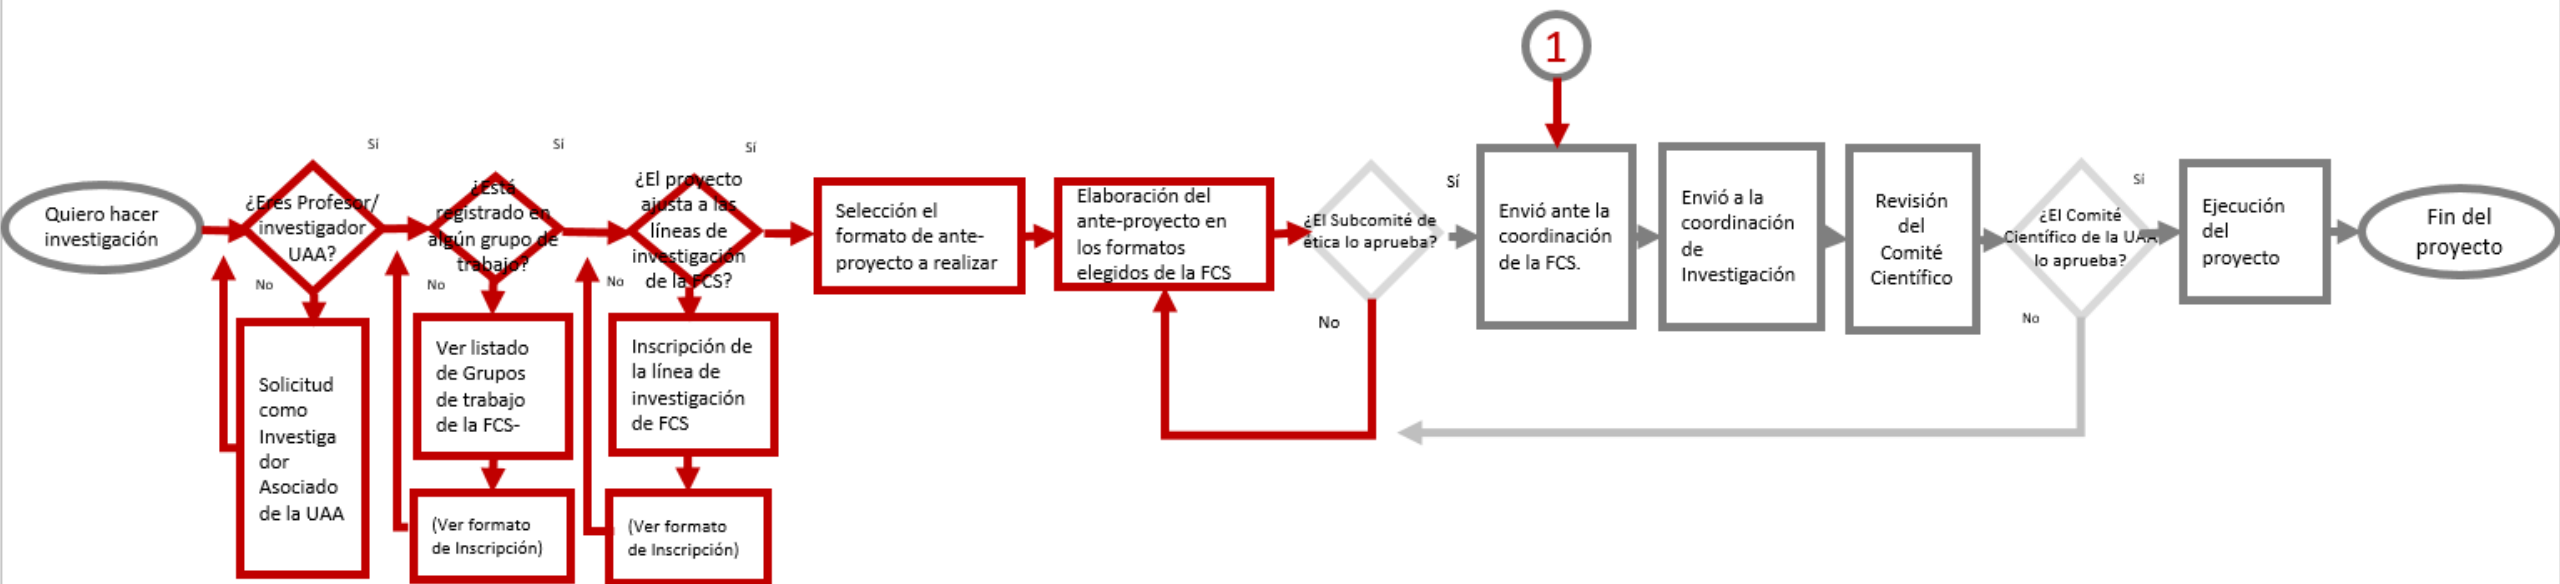 1
Quiero hacer
investigación
Sí
¿Eres Profesor/
investigador
UAA?
No
Solicitud
como
Investiga
dor
Asociado
de la UAA
Sí
¿Está
registrado en
algún grupo de
trabajo?
No
Ver listado
de Grupos
de trabajo
de la FCS-
(Ver formato
de Inscripción)
Sí
¿El proyecto
ajusta a las
líneas de
investigación
de la FCS?
No
Inscripción de
la línea de
investigación
de FCS
(Ver formato
de Inscripción)
Selección el
formato de ante-
proyecto a realizar
Elaboración del
ante-proyecto en
los formatos
elegidos de la FCS
¿El Subcomité de
ética lo aprueba?
Sí
No
Envió ante la
coordinación
de la FCS.
Envió a la
coordinación
de
Investigación
Revisión
del
Comité
Científico
¿El Comité
Científico de la UAA
lo aprueba?
Sí
No
Ejecución
del
proyecto
Fin del
proyecto